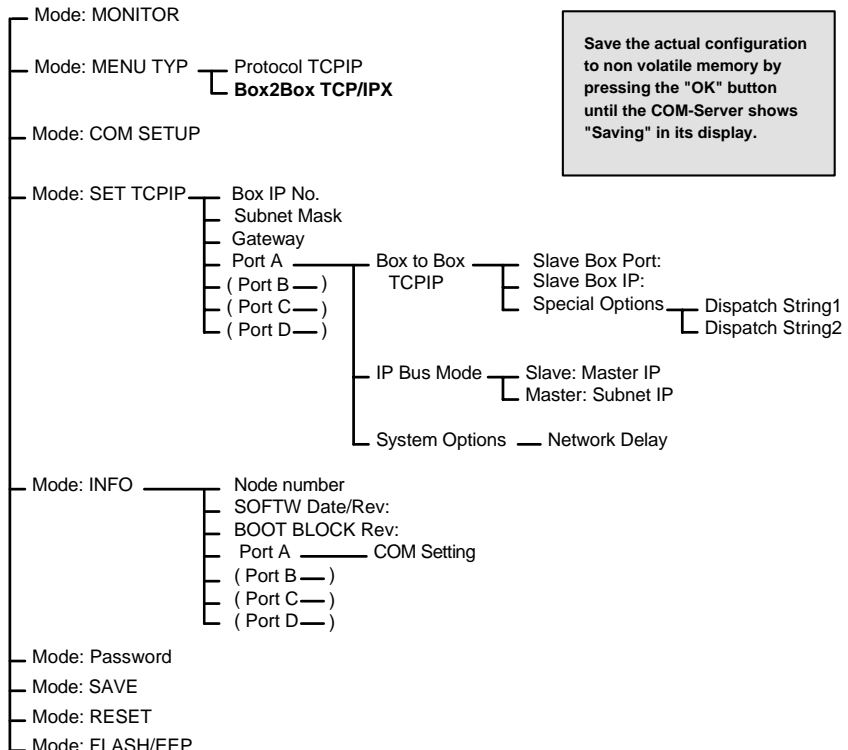 Mode: MONITOR
Save the actual configuration
to non volatile memory by
pressing the "OK" button
until the COM-Server shows
"Saving" in its display.
Mode: MENU TYP
Protocol TCPIP
Box2Box TCP/IPX
Mode: COM SETUP
Mode: SET TCPIP
Box IP No.
Subnet Mask
Gateway
Port A
( Port B )
( Port C )
( Port D )
Box to Box
TCPIP
Slave Box Port:
Slave Box IP:
Special Options
Dispatch String1
Dispatch String2
IP Bus Mode
Slave: Master IP
Master: Subnet IP
System Options
Network Delay
Mode: INFO
Node number
SOFTW Date/Rev:
BOOT BLOCK Rev:
Port A
COM Setting
( Port B )
( Port C )
( Port D )
Mode: Password
Mode: SAVE
Mode: RESET
Mode: FLASH/EEP